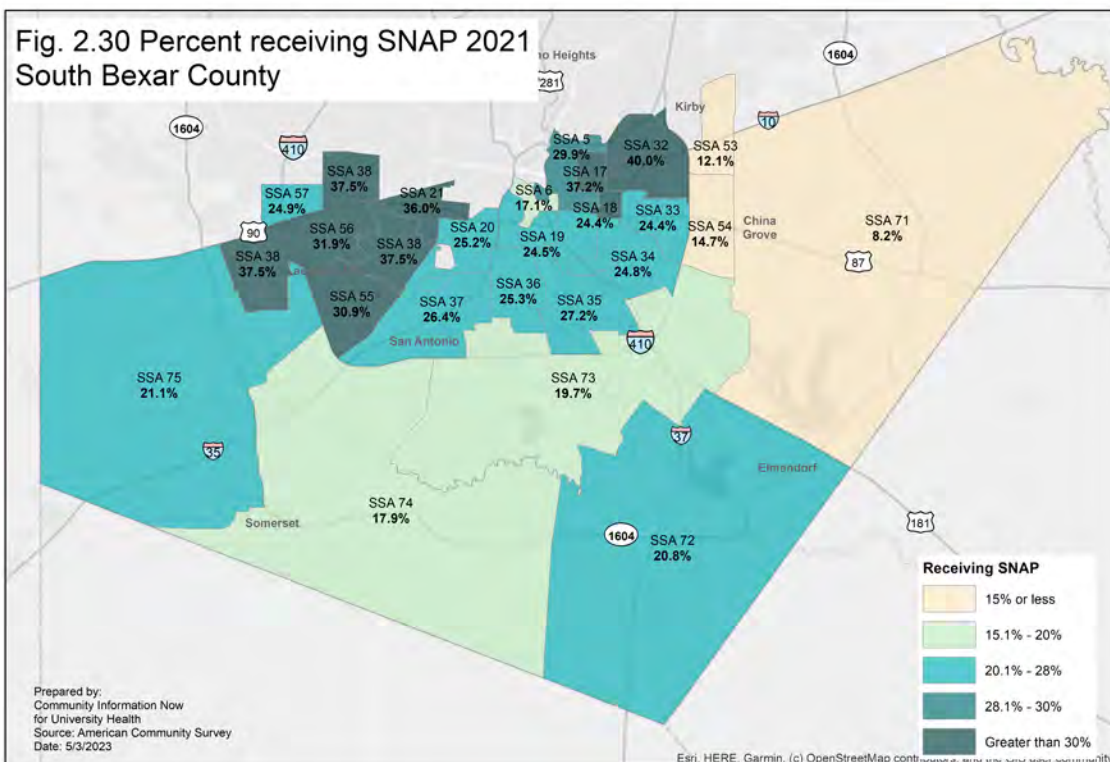 Fig. 2.30 Percent receiving SNAP 2021
South Bexar County
mo Heights
281
1604
Kirby
10
1604
410
SSA 5
29.9%
SSA 32
40.0%
SSA 53
12.1%
SSA 38
37.5%
SSA 17
37.2%
SSA 57
24.9%
SSA 21
36.0%
SSA 6
17.1%
SSA 18
24.4%
SSA 33
24.4%
SSA 54
14.7%
China
Grove
SSA 71
8.2%
90
SSA 56
31.9%
SSA 38
37.5%
SSA 20
25.2%
SSA 19
24.5%
SSA 34
24.8%
87
SSA 38
37.5%
SSA 55
30.9%
SSA 37
26.4%
SSA 36
25.3%
SSA 35
27.2%
San Antonio
410
SSA 75
21.1%
SSA 73
19.7%
35
37
Elmendorf
SSA 74
17.9%
Somerset
1604
SSA 72
20.8%
181
Receiving SNAP
15% or less
15.1% - 20%
20.1% - 28%
28.1% - 30%
Greater than 30%
Prepared by:
Community Information Now
for University Health
Source: American Community Survey
Date: 5/3/2023
Esri, HERE, Garmin, (c) OpenStreetMap contributors, and the GIS user community